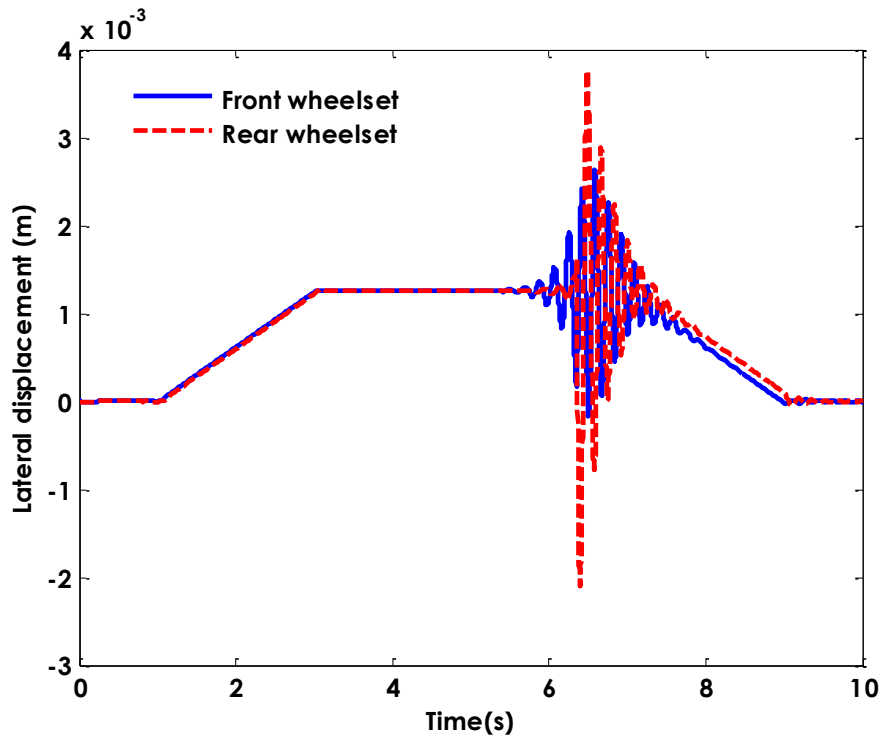 x 10⁻³
4
3
2
1
0
-1
-2
-3
Lateral displacement (m)
Front wheelset
Rear wheelset
0 2 4 6 8 10
Time(s)